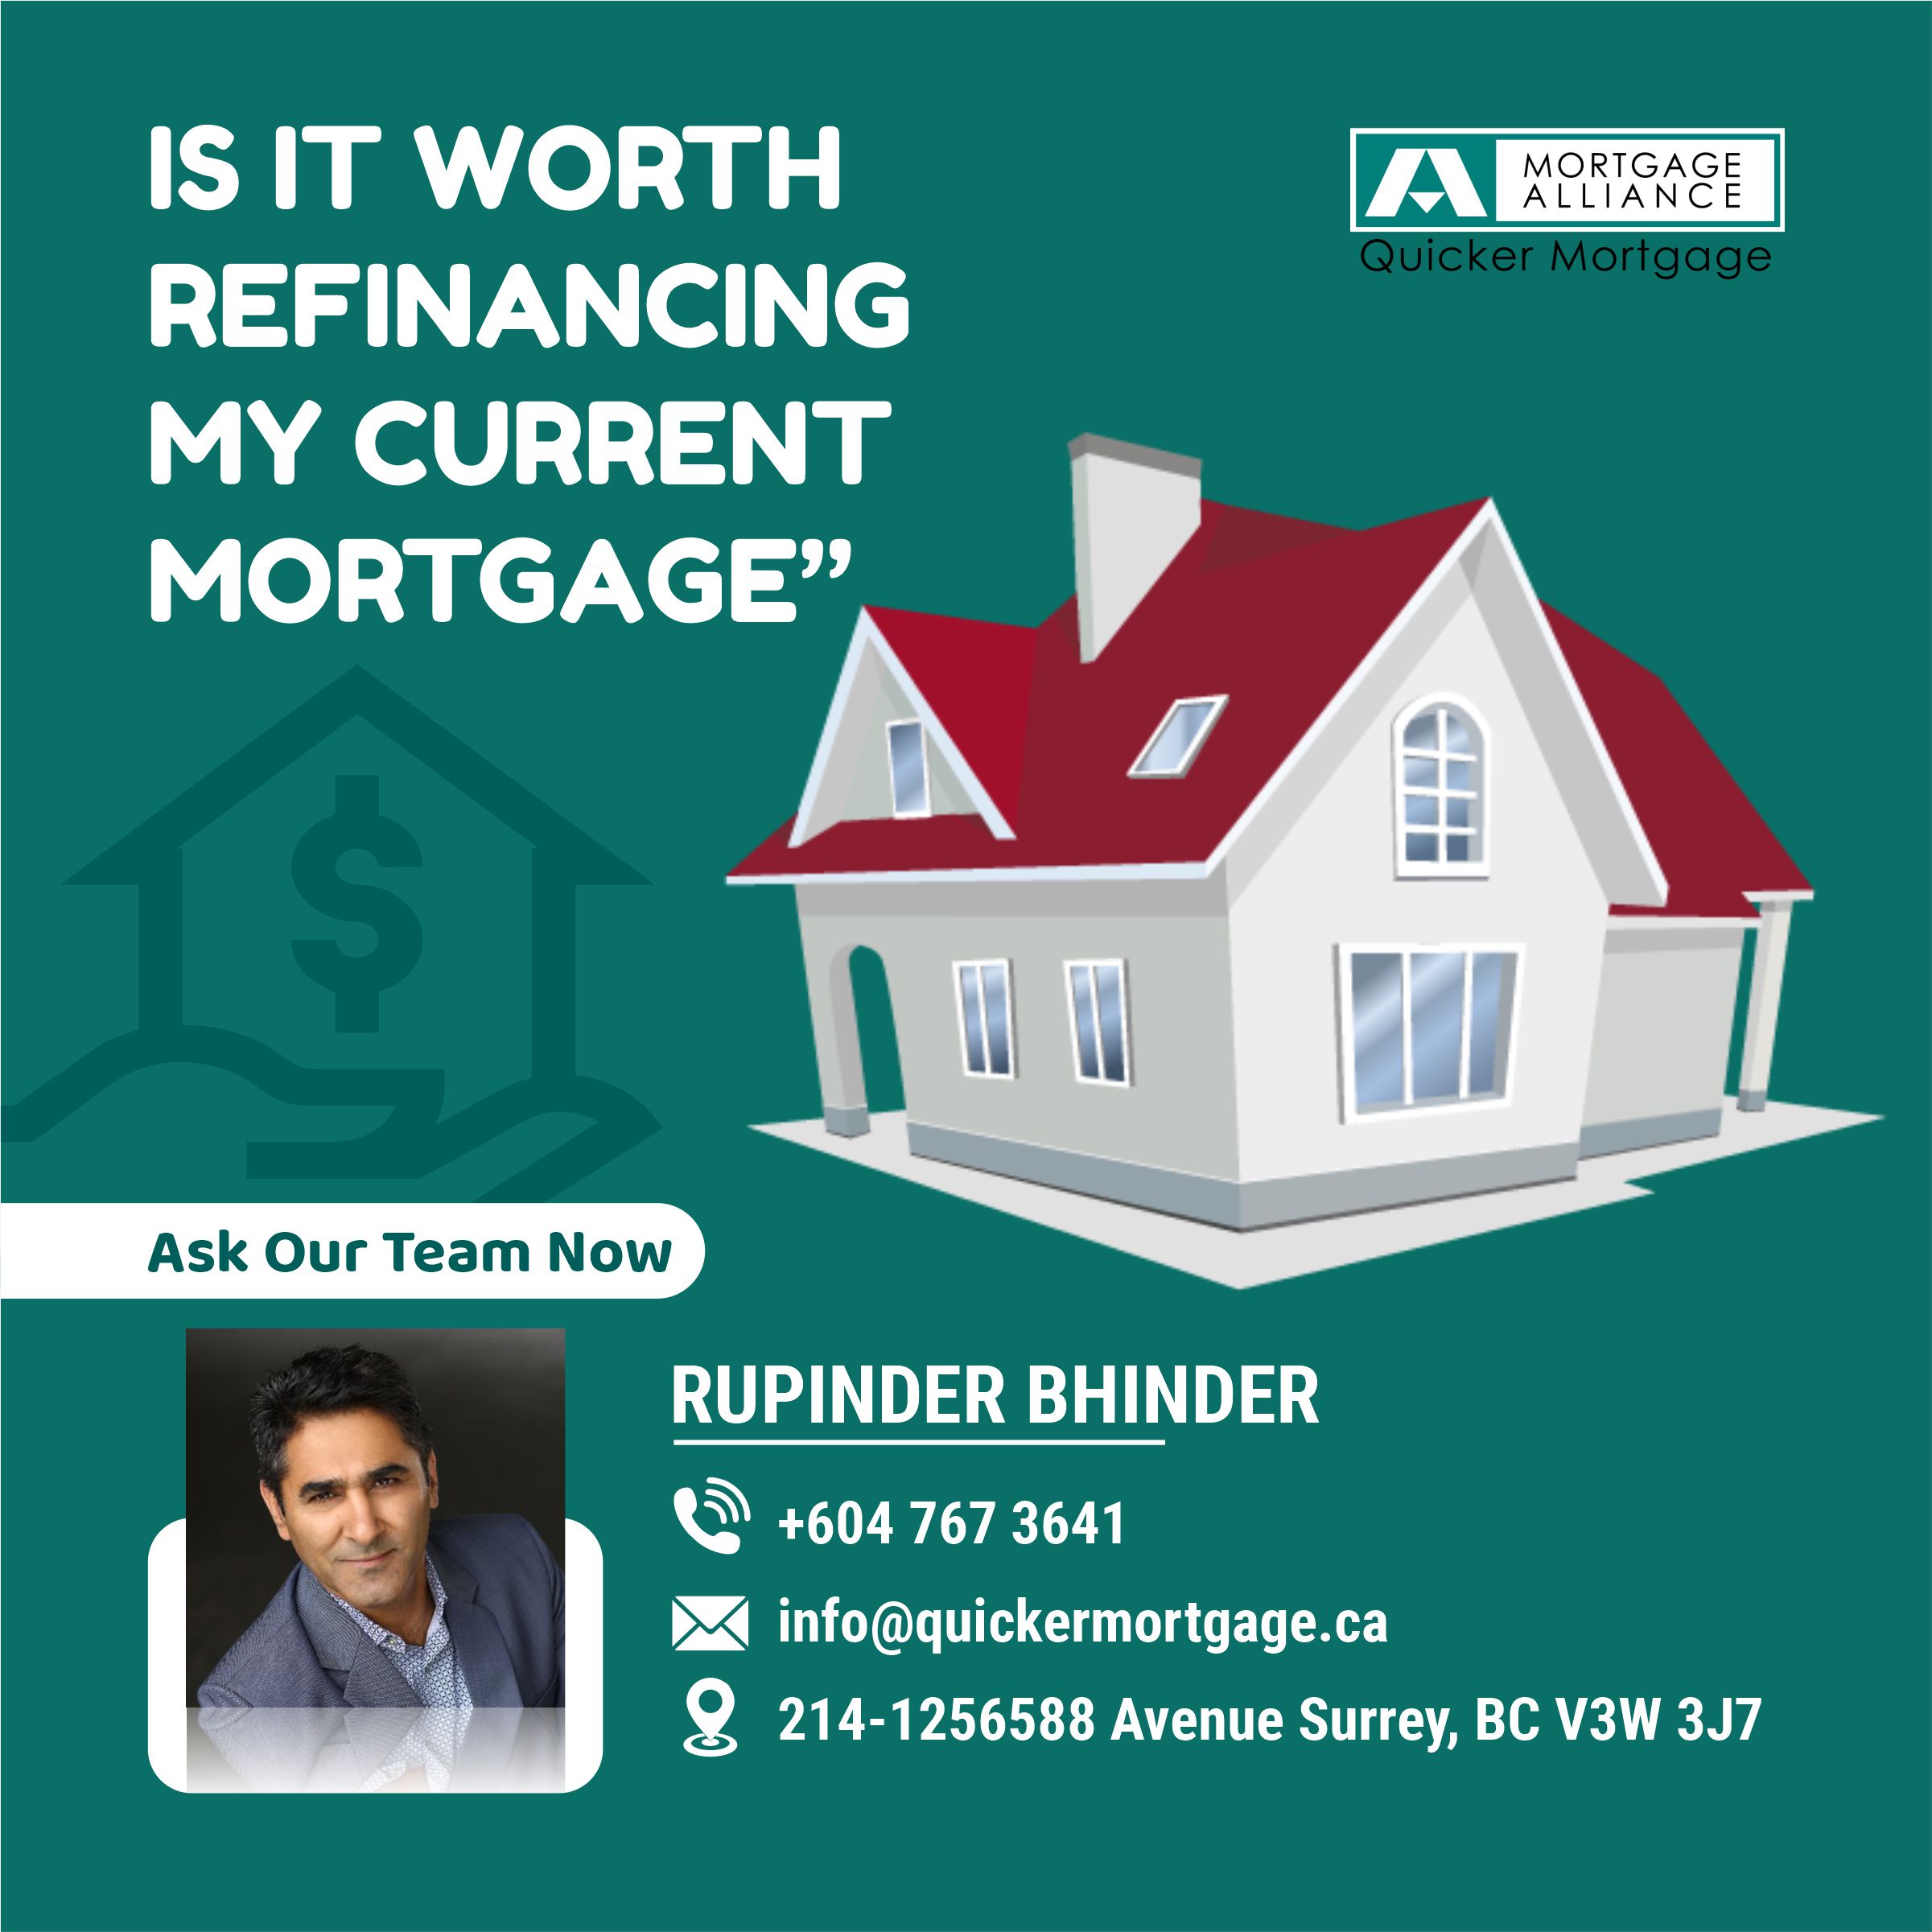 IS IT WORTH
REFINANCING
MY CURRENT
MORTGAGE”
MORTGAGE
ALLIANCE
Quicker Mortgage
Ask Our Team Now
RUPINDER BHINDER
+604 767 3641
info@quickermortgage.ca
214-1256588 Avenue Surrey, BC V3W 3J7